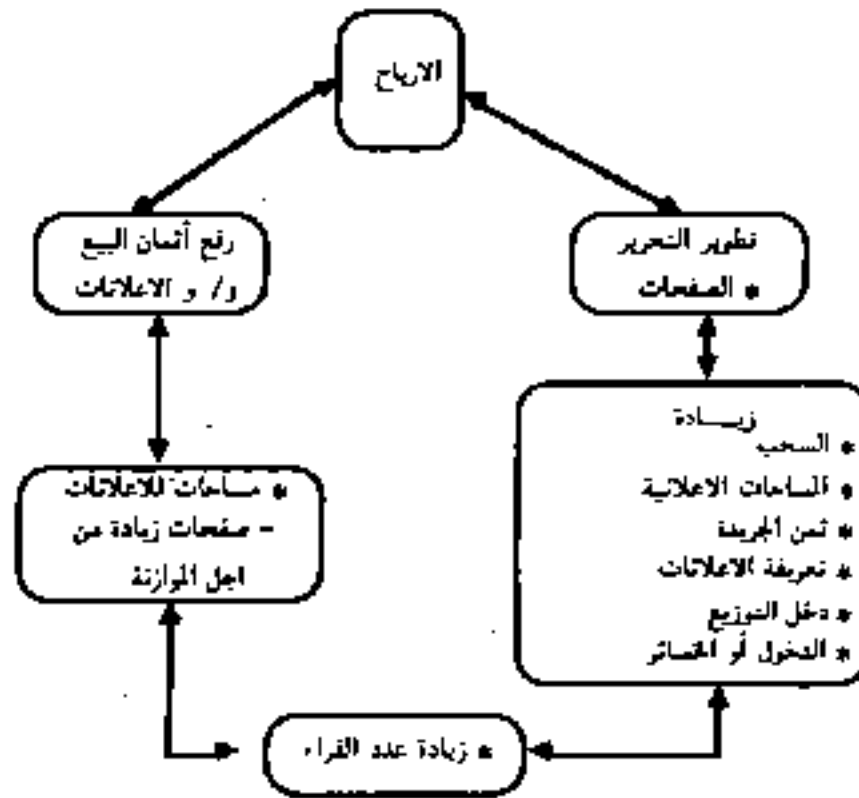 الارباح
تطوير التحرير
* الصفحات
رفع أثمان البيع
و/ و الاعلانات
زيـــادة
* السحب
* المساحات الاعلانية
* ثمن الجريدة
* تعريفة الاعلانات
* دخل التوزيع
* الدخول أو الخسائر
* مساحات للاعلانات
- صفحات زيادة من
اجل الموازنة
* زيادة عدد القراء